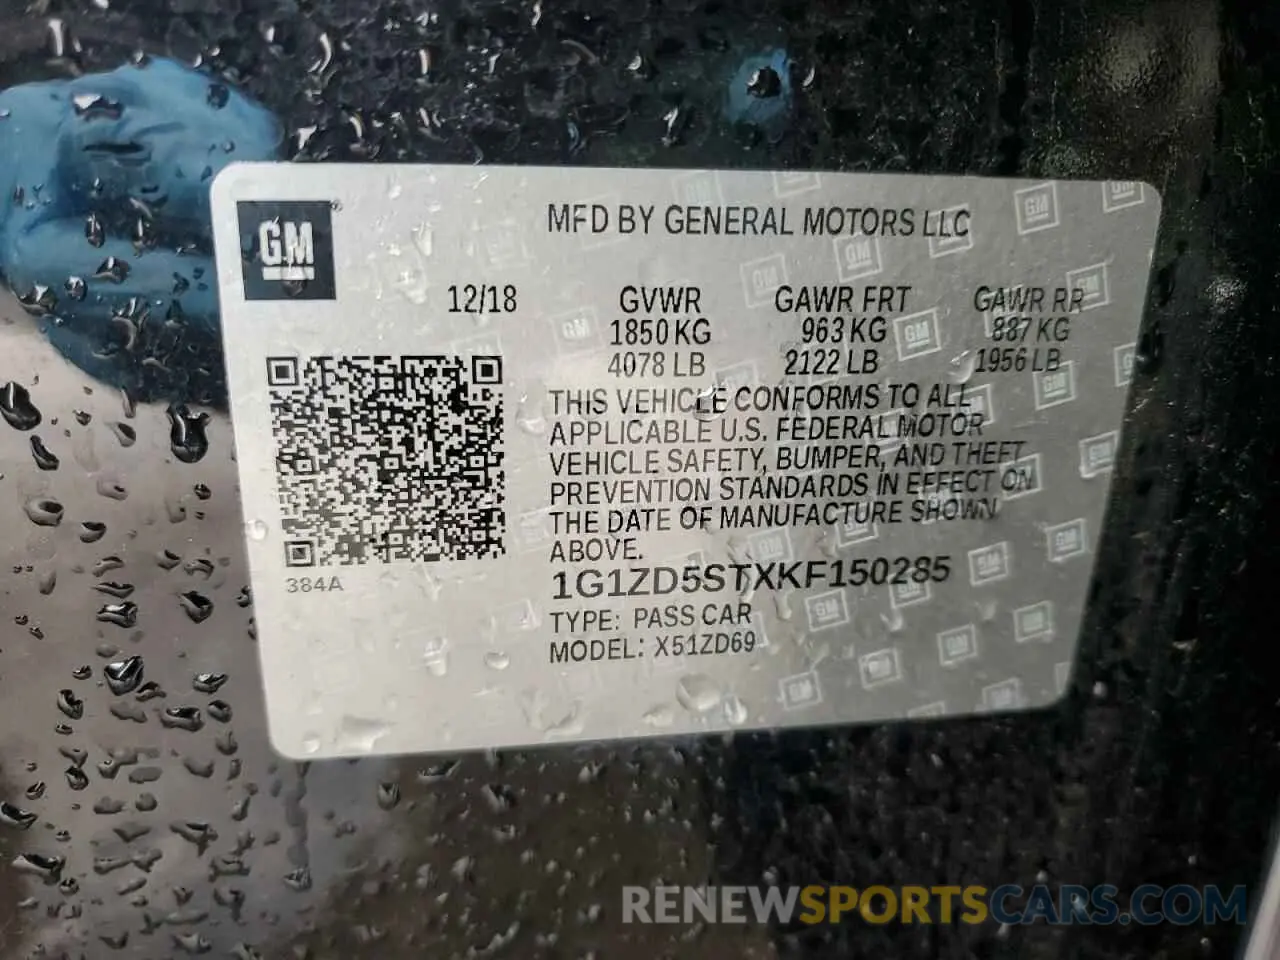 GM
MFD BY GENERAL MOTORS LLC
12/18 GVWR GAWR FRT GAWR RR
1850 KG 963 KG 887 KG
4078 LB 2122 LB 1956 LB
THIS VEHICLE CONFORMS TO ALL
APPLICABLE U.S. FEDERAL MOTOR
VEHICLE SAFETY, BUMPER, AND THEFT
PREVENTION STANDARDS IN EFFECT ON
THE DATE OF MANUFACTURE SHOWN
ABOVE.
384A
1G1ZD5STXKF150285
TYPE: PASS CAR
MODEL: X51ZD69
RENEWSPORTSCARS.COM